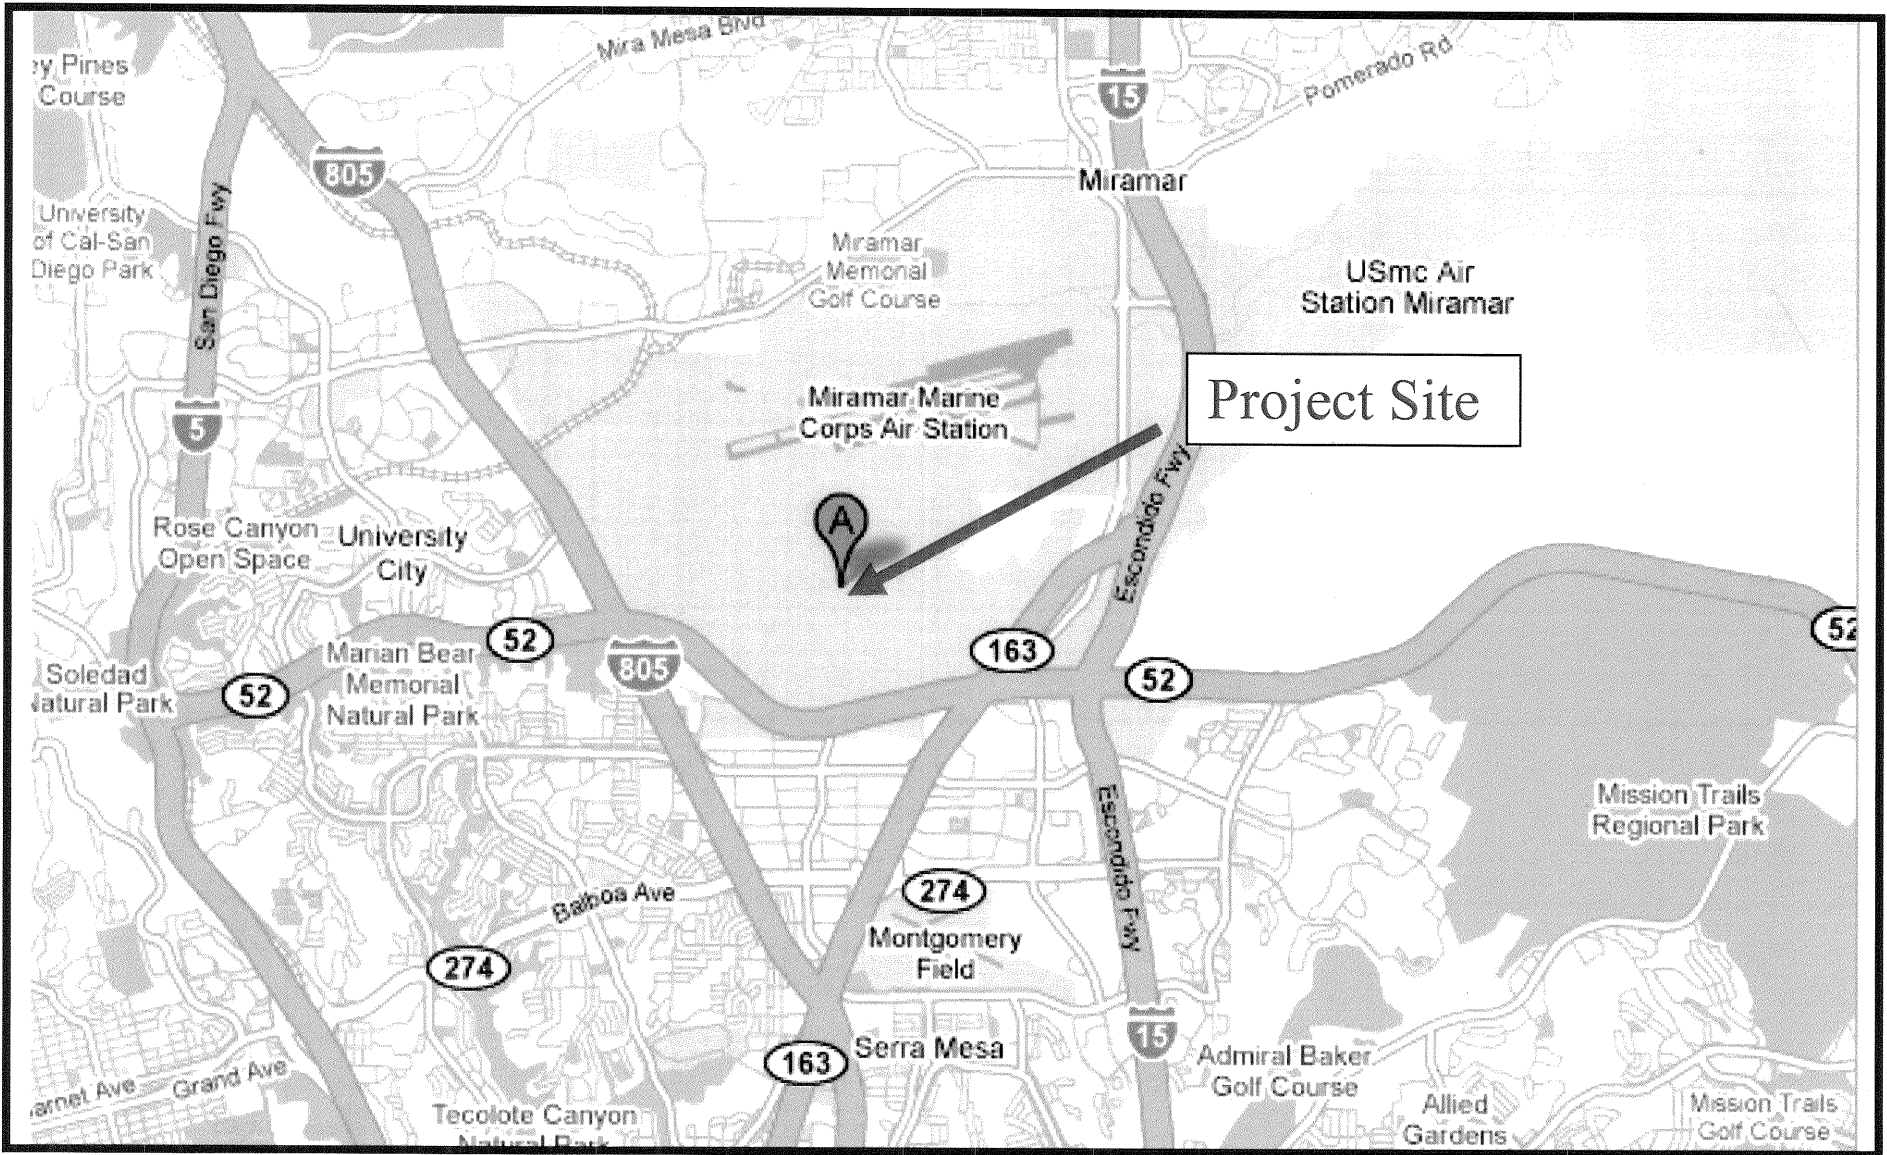 Mira Mesa Blvd
ey Pines
Course
15
Pomerado Rd
805
Miramar
University
of Cal-San
Diego Park
San Diego Fwy
Miramar
Memorial
Golf Course
USmc Air
Station Miramar
Project Site
Miramar Marine
Corps Air Station
5
A
Escondido Fwy
Rose Canyon
Open Space
University
City
52
52
163
805
52
52
Marian Bear
Memorial
Natural Park
Soledad
Natural Park
Mission Trails
Regional Park
Escondido Fwy
Balboa Ave
274
Montgomery
Field
274
15
163
Serra Mesa
Admiral Baker
Golf Course
Grand Ave
arnet Ave
Tecolote Canyon
Natural Park
Allied
Gardens
Mission Trails
Golf Course